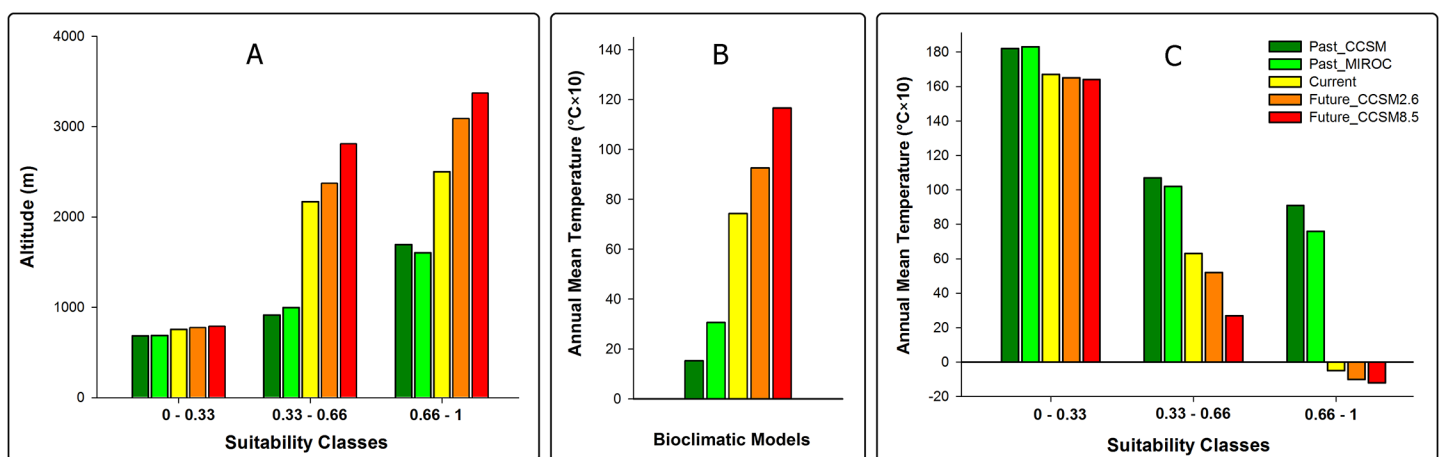 A
4000
3000
2000
1000
0
Altitude (m)
0 - 0.33
0.33 - 0.66
0.66 - 1
Suitability Classes
B
140
120
100
80
60
40
20
0
Annual Mean Temperature (°C×10)
Bioclimatic Models
C
180
160
140
120
100
80
60
40
20
0
-20
Annual Mean Temperature (°C×10)
Past_CCSM
Past_MIROC
Current
Future_CCSM2.6
Future_CCSM8.5
0 - 0.33
0.33 - 0.66
0.66 - 1
Suitability Classes